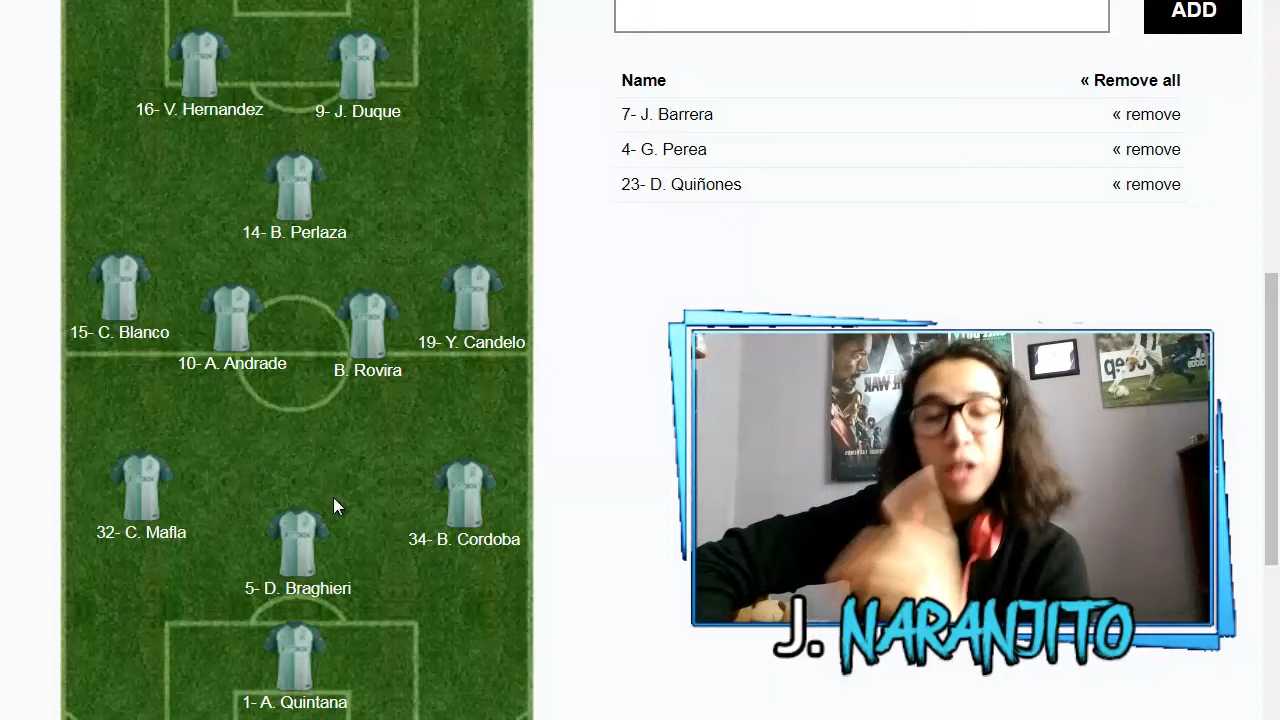 ADD
16- V. Hernandez
9- J. Duque
14- B. Perlaza
15- C. Blanco
10- A. Andrade
B. Rovira
19- Y. Candelo
32- C. Mafla
5- D. Braghieri
34- B. Cordoba
1- A. Quintana
Name « Remove all
7- J. Barrera « remove
4- G. Perea « remove
23- D. Quiñones « remove
J. NARANJITO